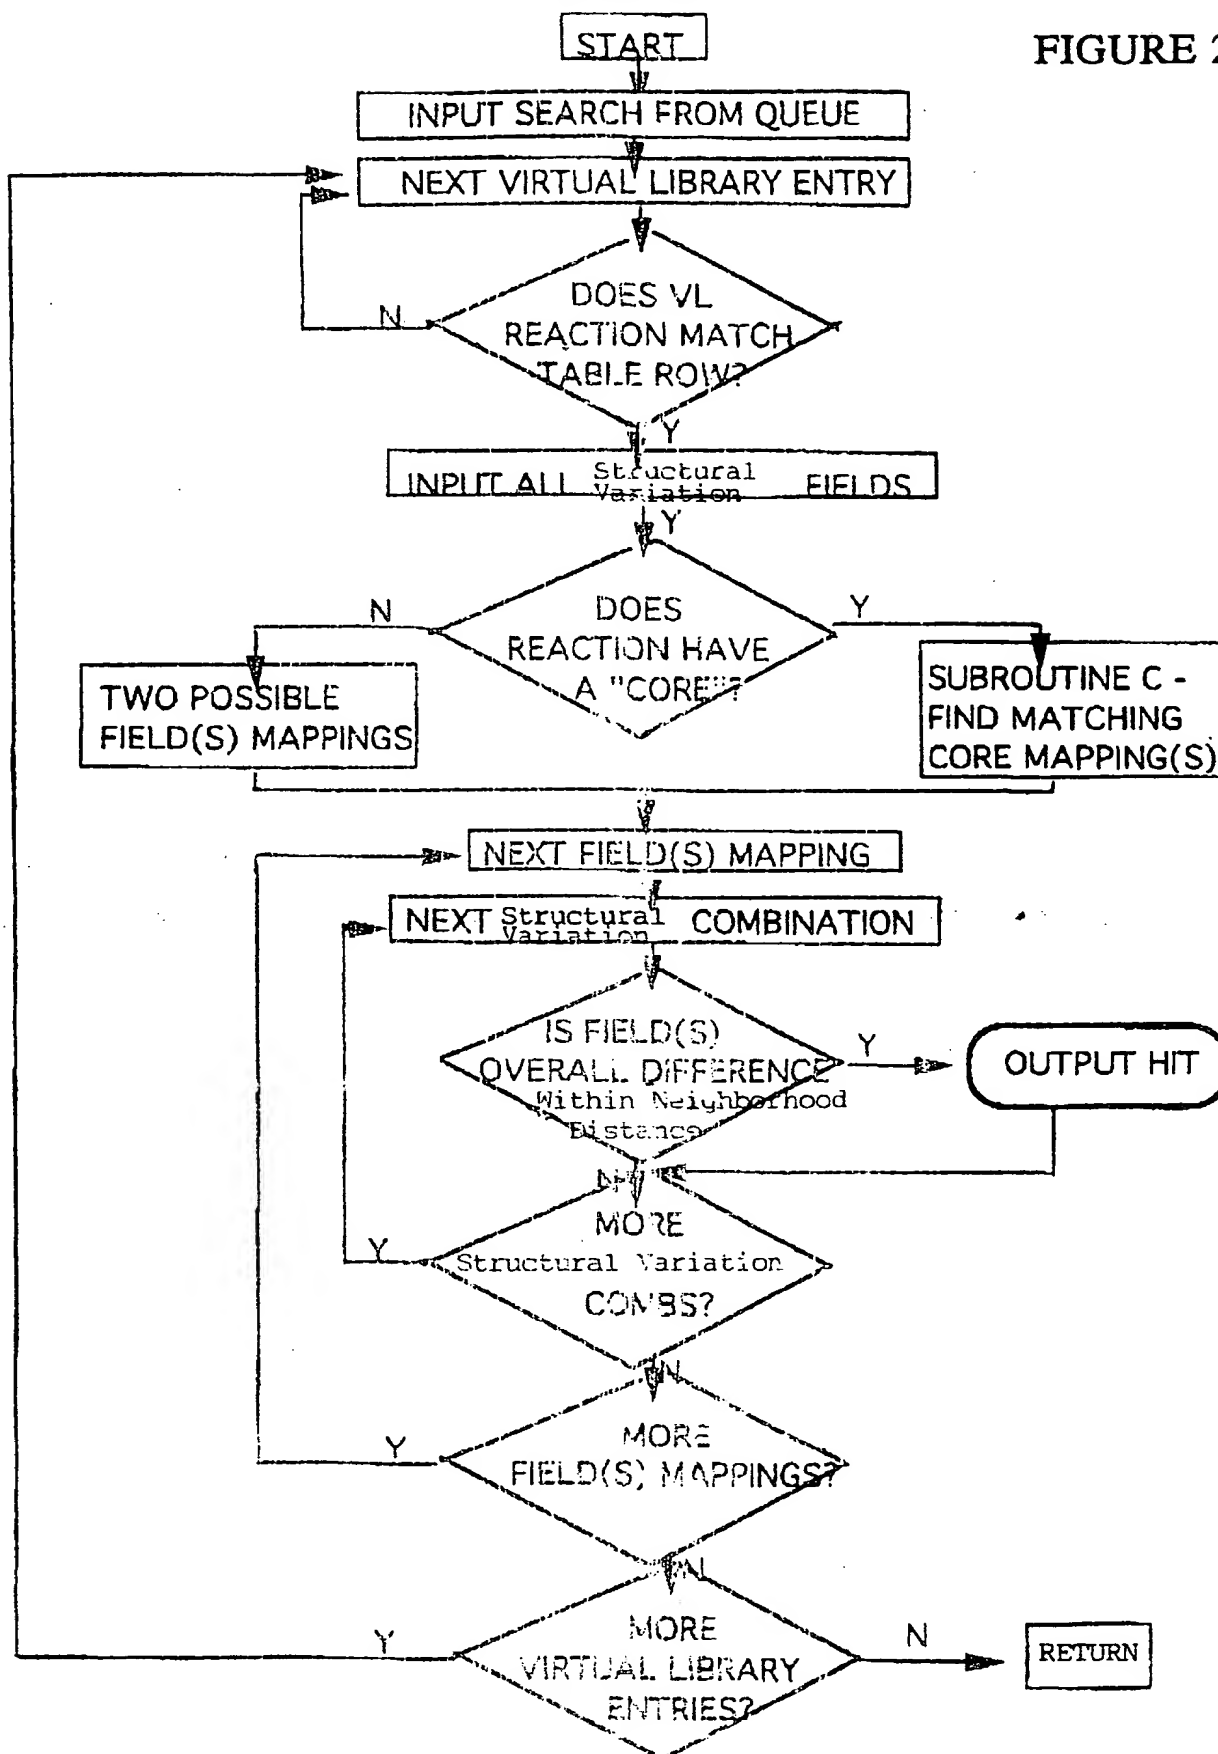 START
FIGURE 2
INPUT SEARCH FROM QUEUE
NEXT VIRTUAL LIBRARY ENTRY
DOES VL
REACTION MATCH
TABLE ROW?
N
Y
INPUT ALL Structural Variation FIELDS
Y
DOES
REACTION HAVE
A "CORE"?
N
Y
TWO POSSIBLE
FIELD(S) MAPPINGS
SUBROUTINE C -
FIND MATCHING
CORE MAPPING(S)
NEXT FIELD(S) MAPPING
NEXT Structural Variation COMBINATION
IS FIELD(S)
OVERALL DIFFERENCE
Within Neighborhood
Distance
Y
OUTPUT HIT
N
MORE
Structural Variation
COMBS?
Y
N
MORE
FIELD(S) MAPPINGS?
Y
N
MORE
VIRTUAL LIBRARY
ENTRIES?
Y
N
RETURN